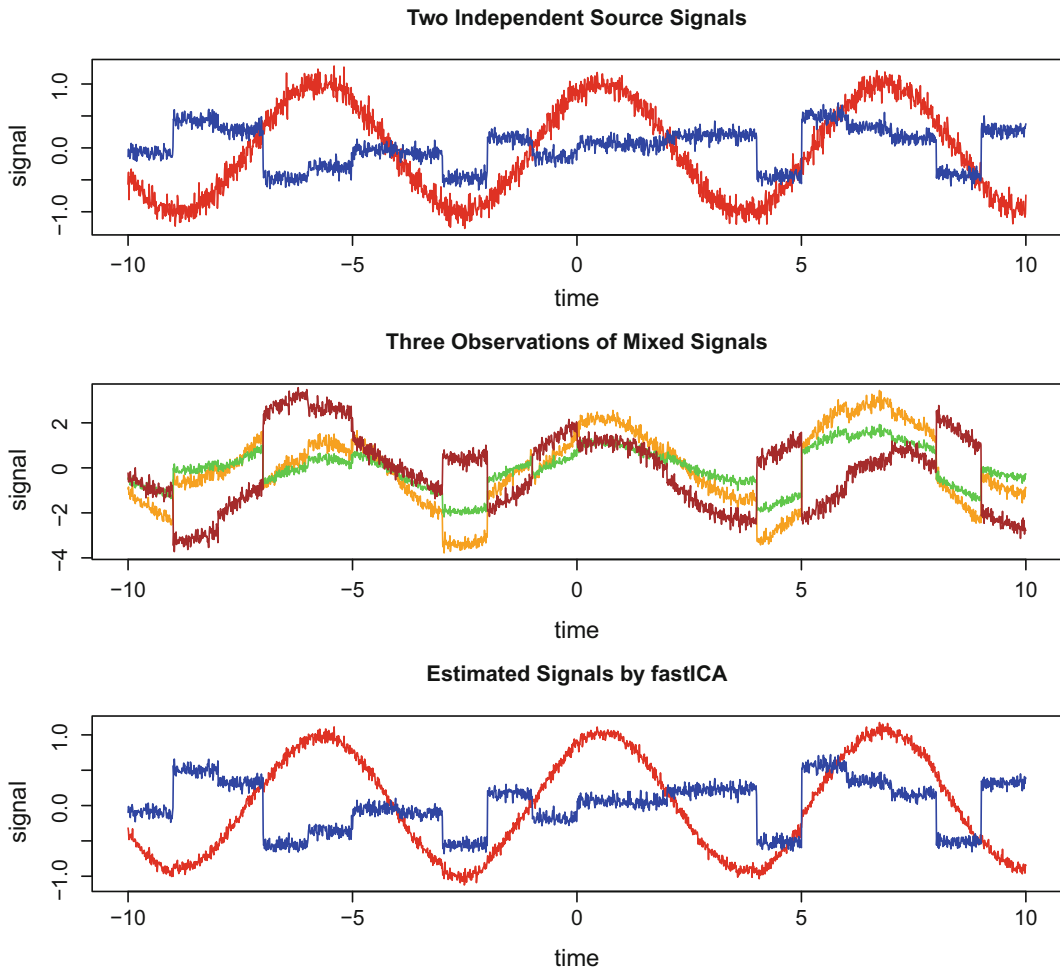 Two Independent Source Signals
signal
1.0
0.0
−1.0
−10
−5
0
5
10
time
Three Observations of Mixed Signals
signal
2
0
−2
−4
−10
−5
0
5
10
time
Estimated Signals by fastICA
signal
1.0
0.0
−1.0
−10
−5
0
5
10
time